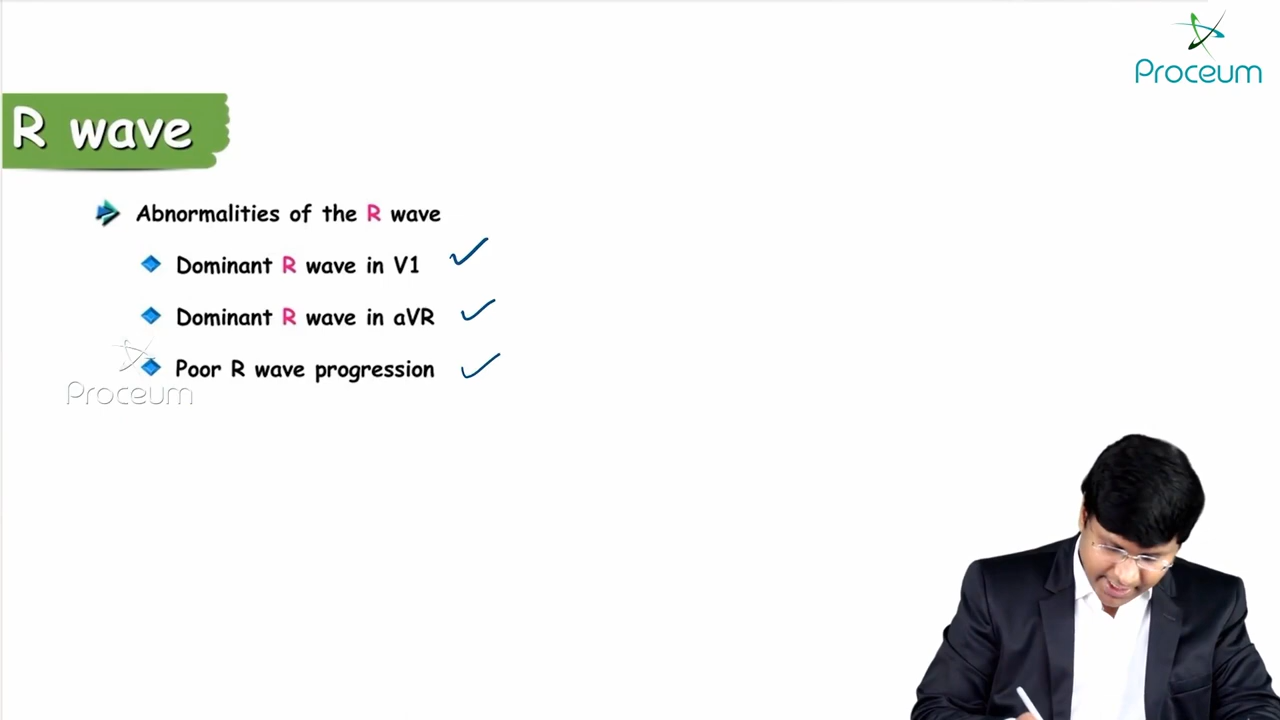 Proceum
R wave
Abnormalities of the R wave
Dominant R wave in V1
Dominant R wave in aVR
Poor R wave progression
Proceum